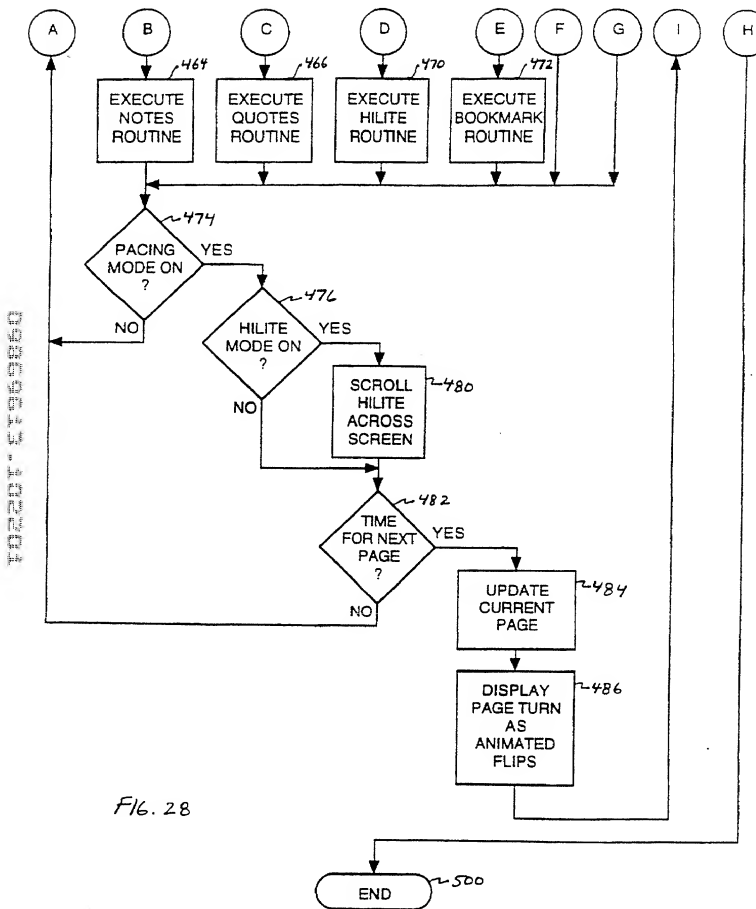 A
B
C
D
E
F
G
I
H
464
466
470
472
EXECUTE
NOTES
ROUTINE
EXECUTE
QUOTES
ROUTINE
EXECUTE
HILITE
ROUTINE
EXECUTE
BOOKMARK
ROUTINE
474
PACING
MODE ON
?
YES
NO
476
HILITE
MODE ON
?
YES
NO
480
SCROLL
HILITE
ACROSS
SCREEN
482
TIME
FOR NEXT
PAGE
?
YES
NO
484
UPDATE
CURRENT
PAGE
486
DISPLAY
PAGE TURN
AS
ANIMATED
FLIPS
FIG. 28
END
500